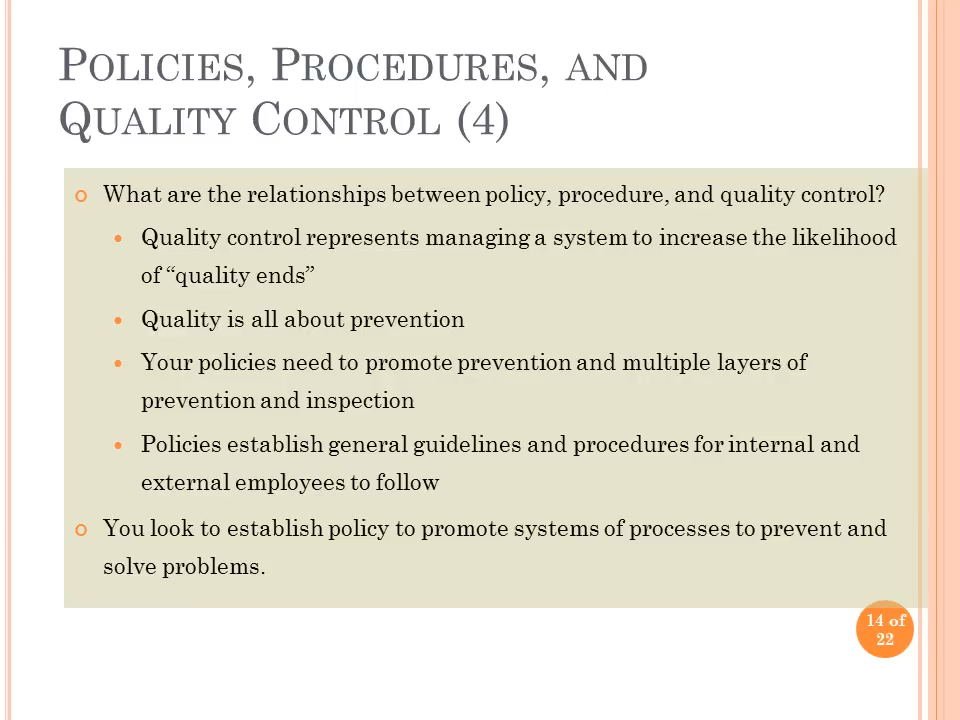 POLICIES, PROCEDURES, AND
QUALITY CONTROL (4)
What are the relationships between policy, procedure, and quality control?
Quality control represents managing a system to increase the likelihood
of “quality ends”
Quality is all about prevention
Your policies need to promote prevention and multiple layers of
prevention and inspection
Policies establish general guidelines and procedures for internal and
external employees to follow
You look to establish policy to promote systems of processes to prevent and
solve problems.
14 of
22